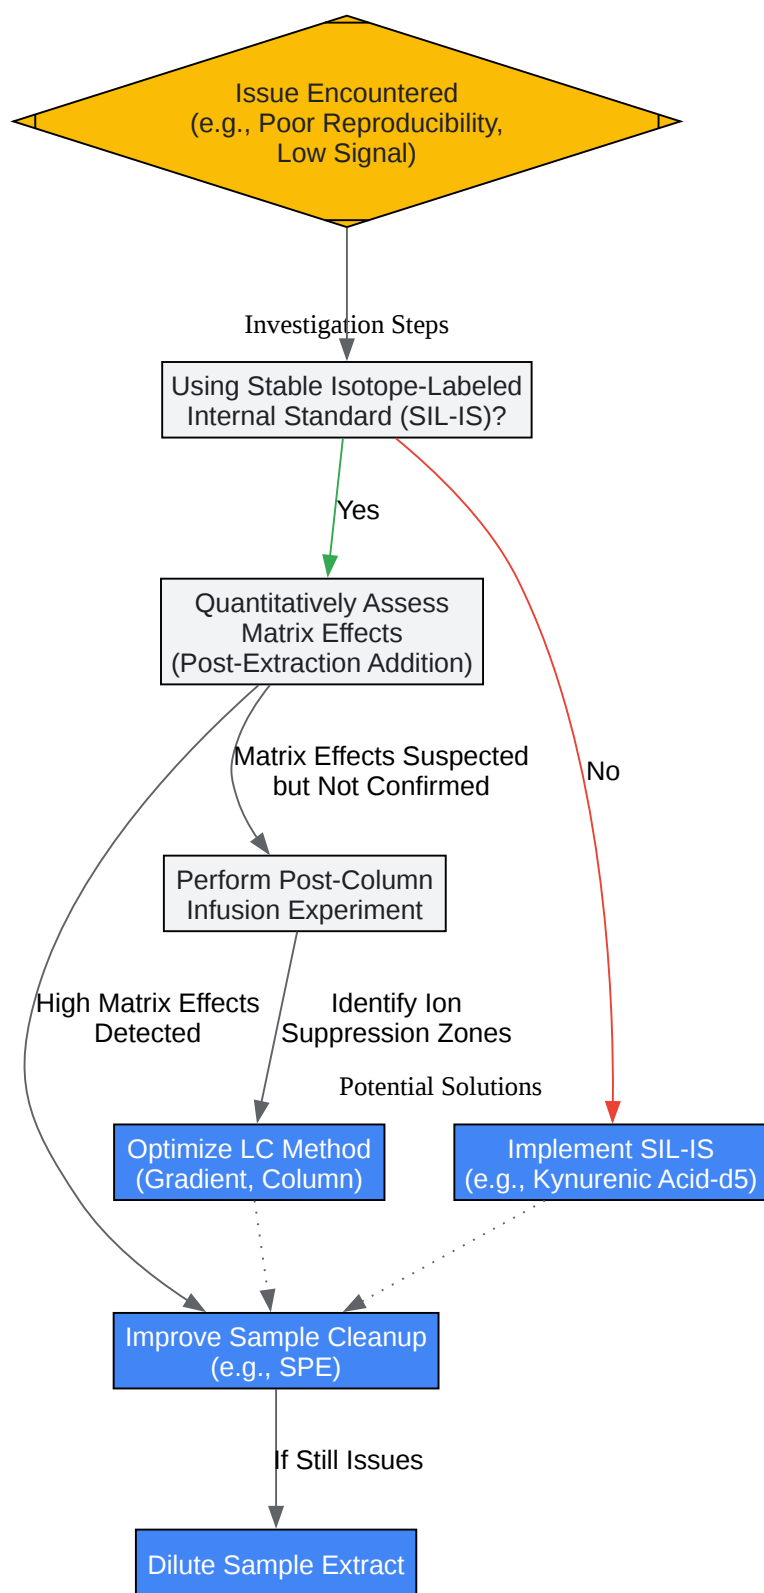 Issue Encountered
(e.g., Poor Reproducibility,
Low Signal)
Investigation Steps
Using Stable Isotope-Labeled
Internal Standard (SIL-IS)?
Yes
Quantitatively Assess
Matrix Effects
(Post-Extraction Addition)
Matrix Effects Suspected
but Not Confirmed
No
Perform Post-Column
Infusion Experiment
High Matrix Effects
Detected
Identify Ion
Suppression Zones
Potential Solutions
Optimize LC Method
(Gradient, Column)
Implement SIL-IS
(e.g., Kynurenic Acid-d5)
Improve Sample Cleanup
(e.g., SPE)
If Still Issues
Dilute Sample Extract